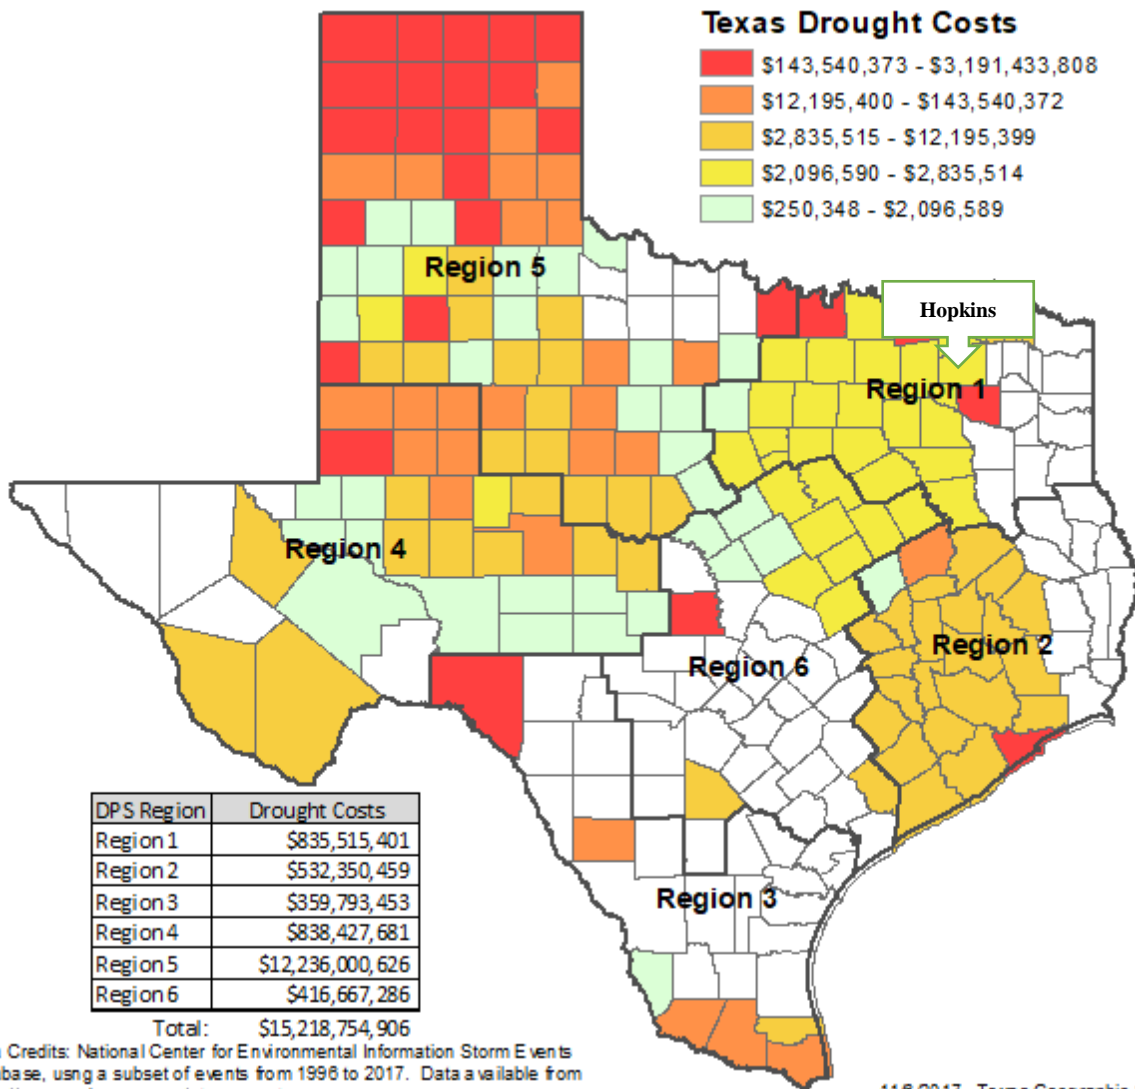 Texas Drought Costs
$143,540,373 - $3,191,433,808
$12,195,400 - $143,540,372
$2,835,515 - $12,195,399
$2,096,590 - $2,835,514
$250,348 - $2,096,589
Region 5
Hopkins
Region 1
Region 4
Region 2
Region 6
Region 3
DPS Region Drought Costs
Region 1 $835,515,401
Region 2 $532,350,459
Region 3 $359,793,453
Region 4 $838,427,681
Region 5 $12,236,000,626
Region 6 $416,667,286
Total: $15,218,754,906
Credits: National Center for Environmental Information Storm Events
base, usng a subset of events from 1996 to 2017. Data available from